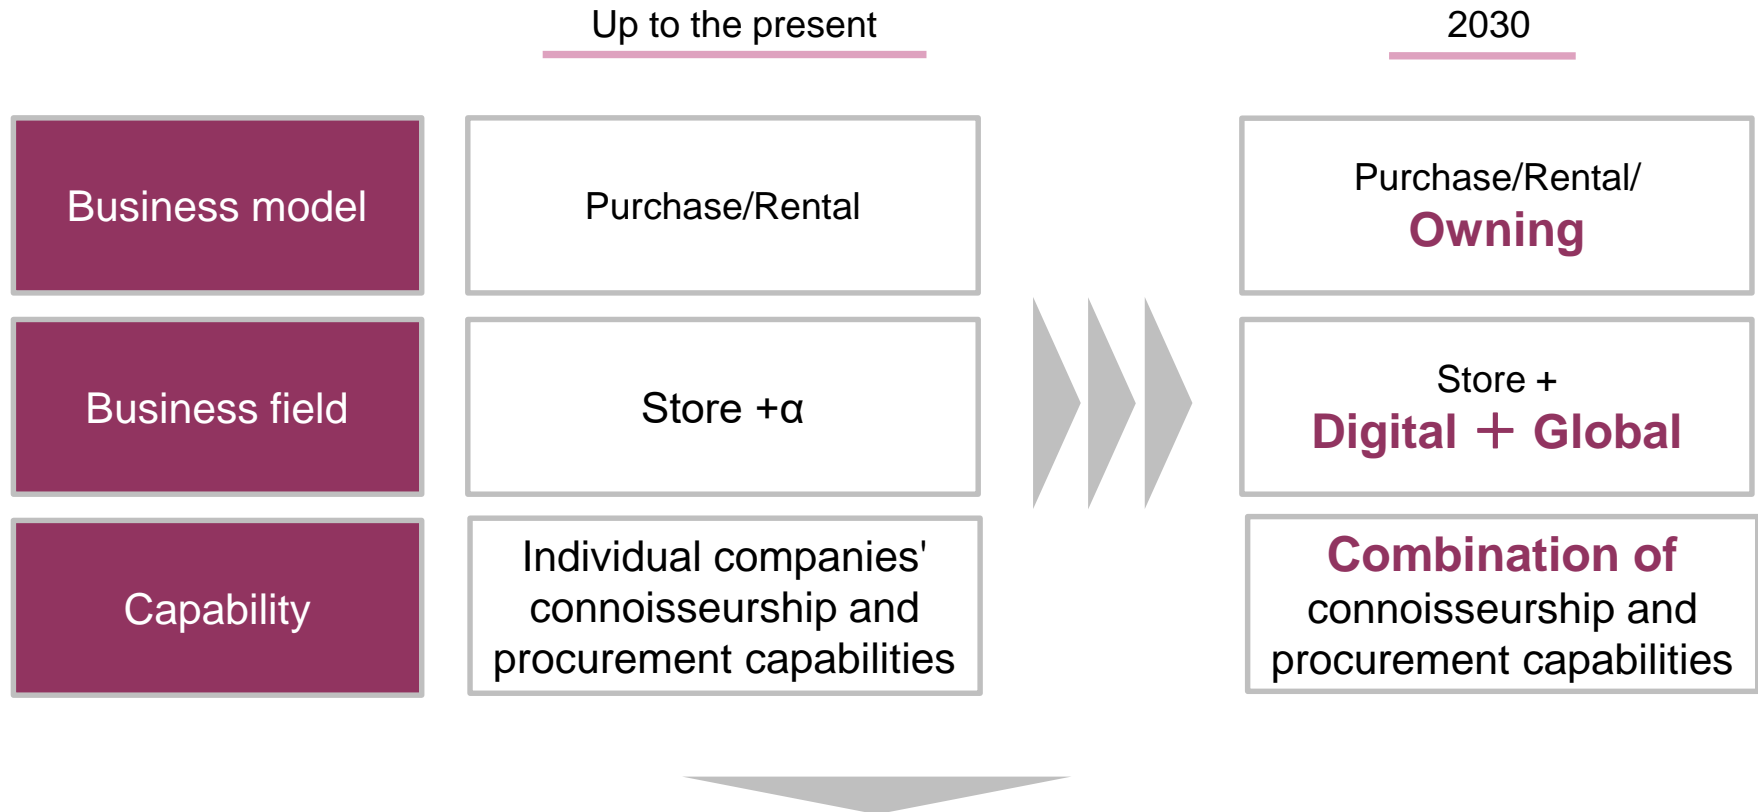 Up to the present
2030
Business model
Purchase/Rental
Purchase/Rental/
Owning
Business field
Store +α
Store +
Digital ＋ Global
Capability
Individual companies'
connoisseurship and
procurement capabilities
Combination of
connoisseurship and
procurement capabilities